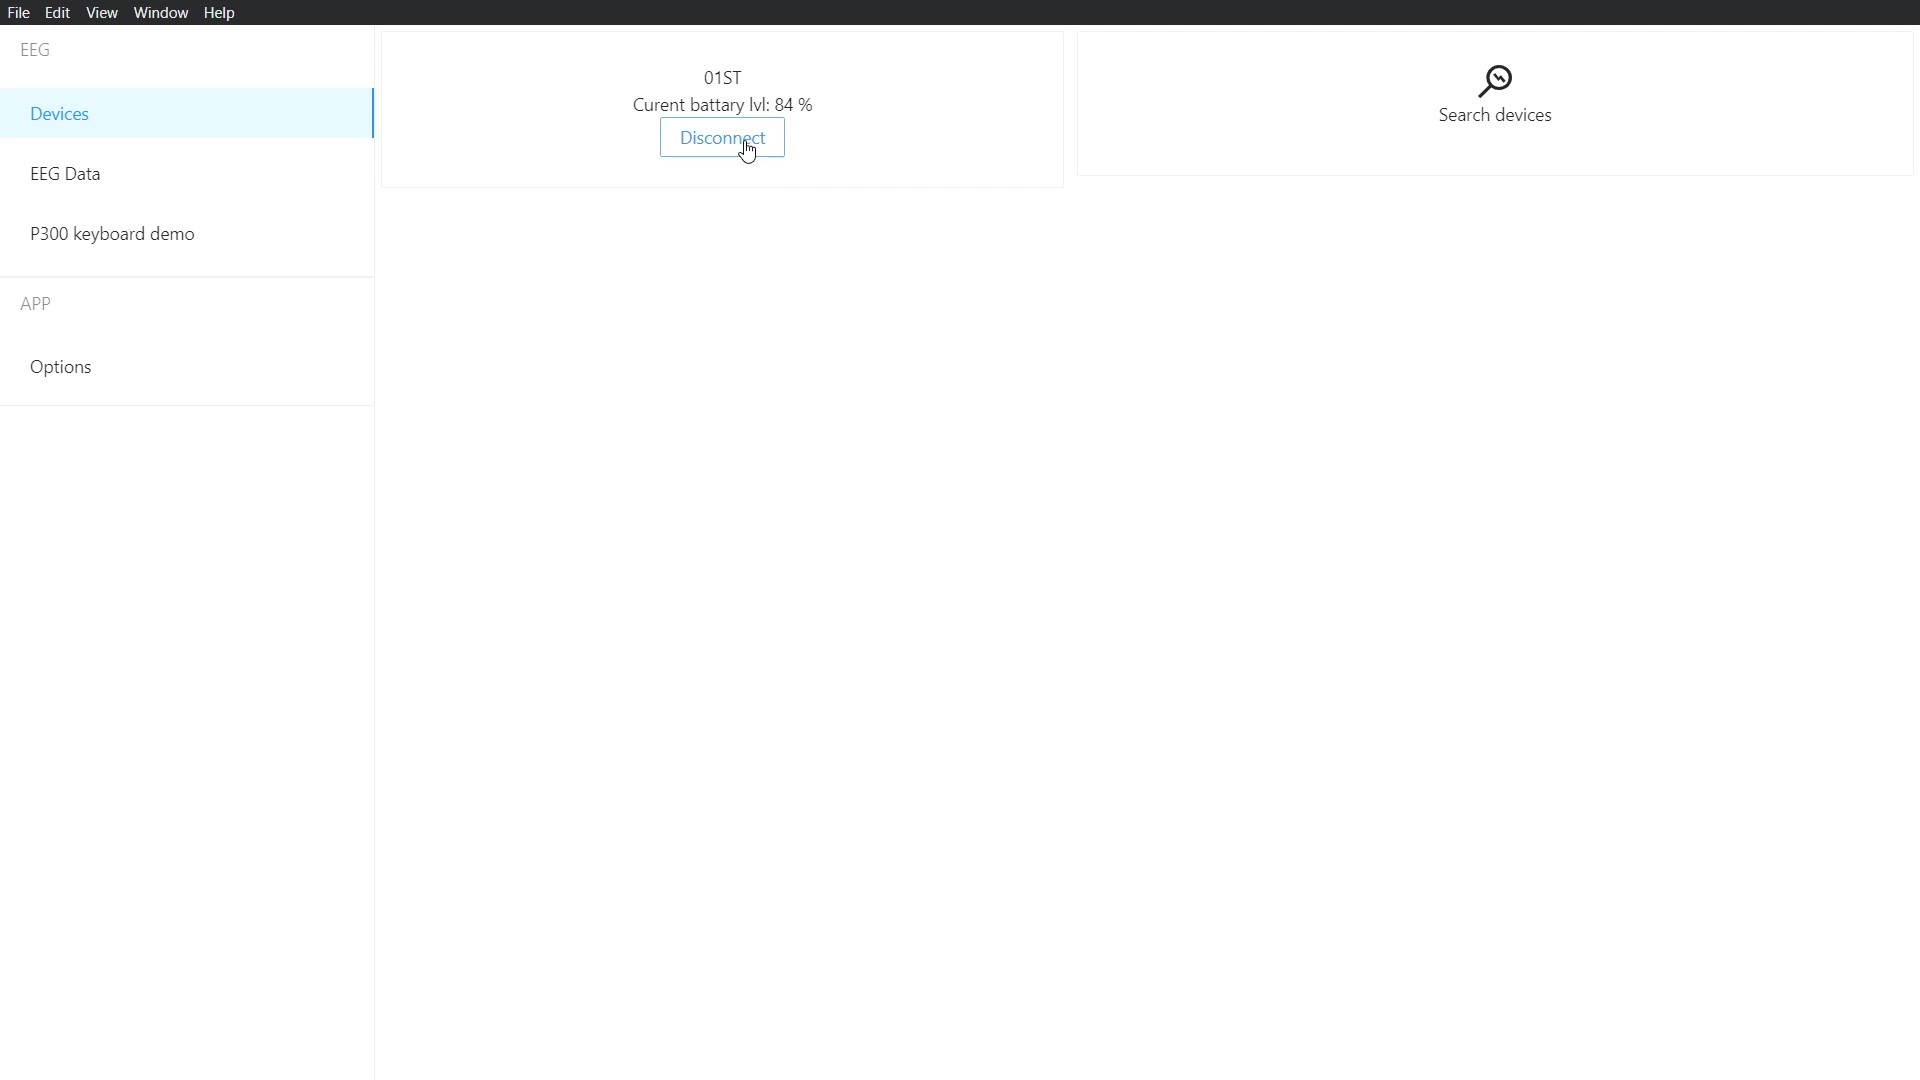 File Edit View Window Help
EEG
Devices
EEG Data
P300 keyboard demo
APP
Options
01ST
Curent battary lvl: 84 %
Disconnect
Search devices